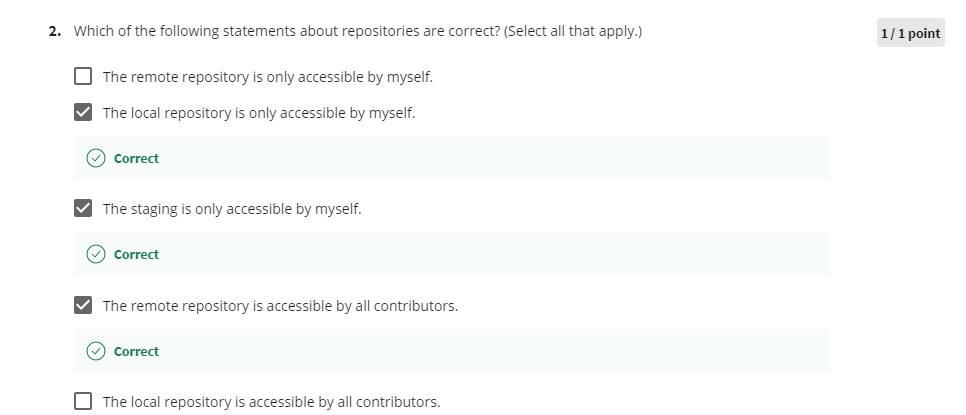 2. Which of the following statements about repositories are correct? (Select all that apply.)
1 / 1 point
The remote repository is only accessible by myself.
The local repository is only accessible by myself.
Correct
The staging is only accessible by myself.
Correct
The remote repository is accessible by all contributors.
Correct
The local repository is accessible by all contributors.